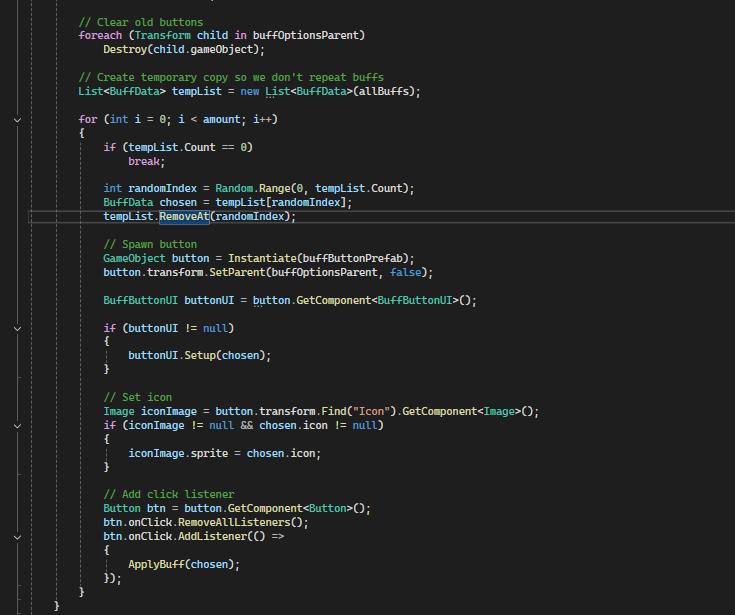 // Clear old buttons
foreach (Transform child in buffOptionsParent)
Destroy(child.gameObject);
// Create temporary copy so we don't repeat buffs
List<BuffData> tempList = new List<BuffData>(allBuffs);
for (int i = 0; i < amount; i++)
{
if (tempList.Count == 0)
break;
int randomIndex = Random.Range(0, tempList.Count);
BuffData chosen = tempList[randomIndex];
tempList.RemoveAt(randomIndex);
// Spawn button
GameObject button = Instantiate(buffButtonPrefab);
button.transform.SetParent(buffOptionsParent, false);
BuffButtonUI buttonUI = button.GetComponent<BuffButtonUI>();
if (buttonUI != null)
{
buttonUI.Setup(chosen);
}
// Set icon
Image iconImage = button.transform.Find("Icon").GetComponent<Image>();
if (iconImage != null && chosen.icon != null)
{
iconImage.sprite = chosen.icon;
}
// Add click listener
Button btn = button.GetComponent<Button>();
btn.onClick.RemoveAllListeners();
btn.onClick.AddListener(() =>
{
ApplyBuff(chosen);
});
}
}